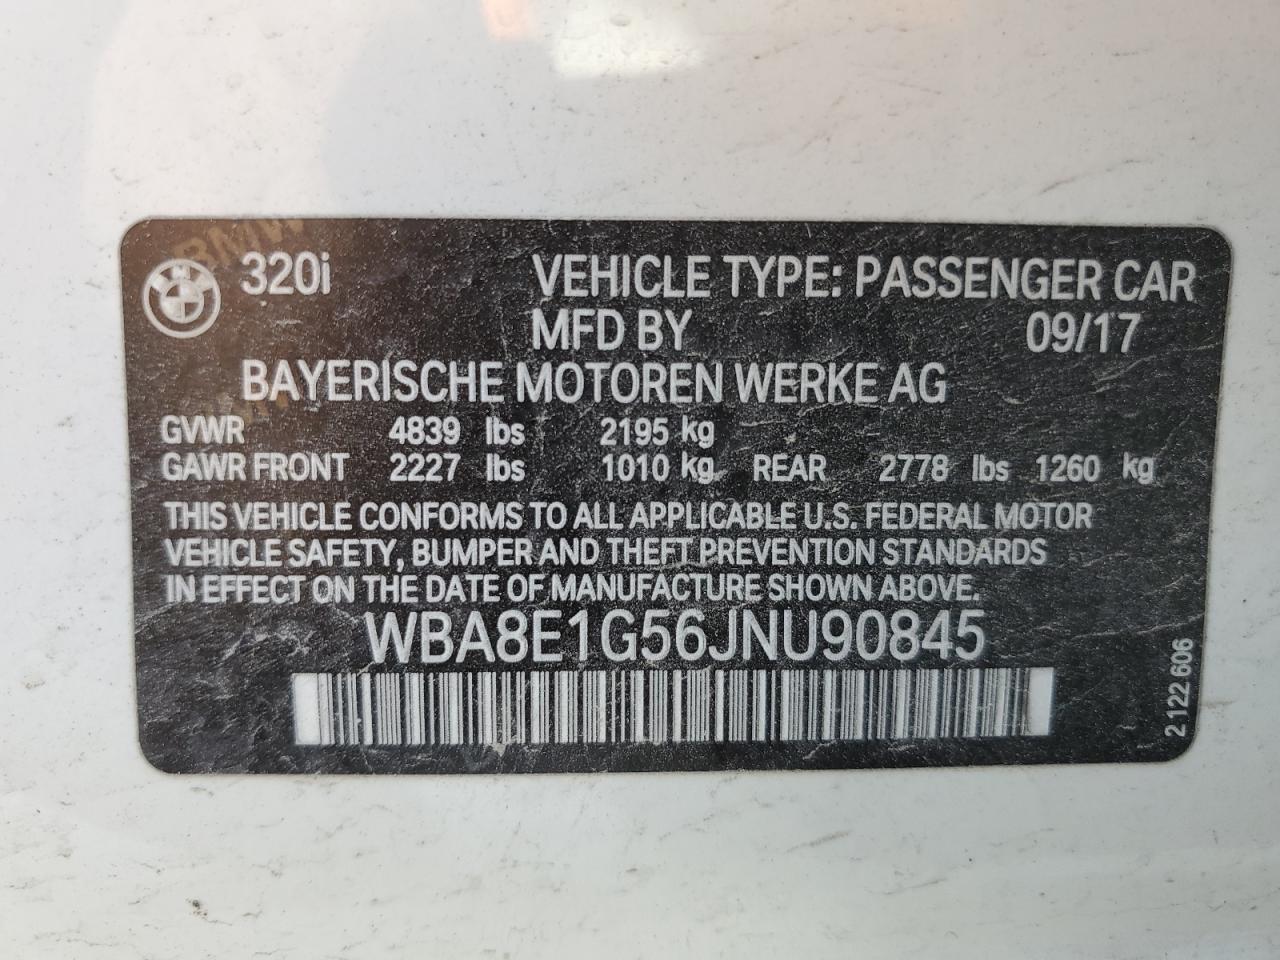 320i VEHICLE TYPE: PASSENGER CAR
MFD BY 09/17
BAYERISCHE MOTOREN WERKE AG
GVWR 4839 lbs 2195 kg
GAWR FRONT 2227 lbs 1010 kg REAR 2778 lbs 1260 kg
THIS VEHICLE CONFORMS TO ALL APPLICABLE U.S. FEDERAL MOTOR
VEHICLE SAFETY, BUMPER AND THEFT PREVENTION STANDARDS
IN EFFECT ON THE DATE OF MANUFACTURE SHOWN ABOVE.
WBA8E1G56JNU90845
2 122 606
BMW